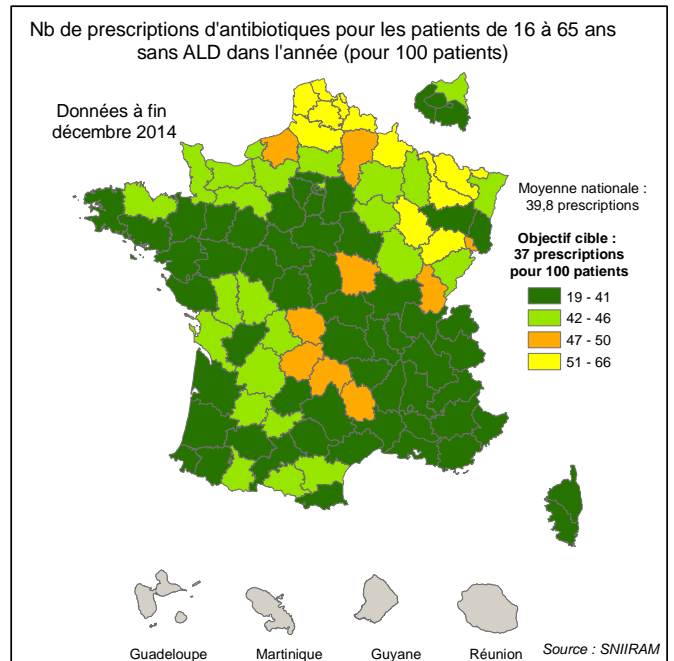 Nb de prescriptions d'antibiotiques pour les patients de 16 à 65 ans
sans ALD dans l'année (pour 100 patients)
Données à fin
décembre 2014
Moyenne nationale :
39,8 prescriptions
Objectif cible :
37 prescriptions
pour 100 patients
19 - 41
42 - 46
47 - 50
51 - 66
Guadeloupe
Martinique
Guyane
Réunion
Source : SNIIRAM